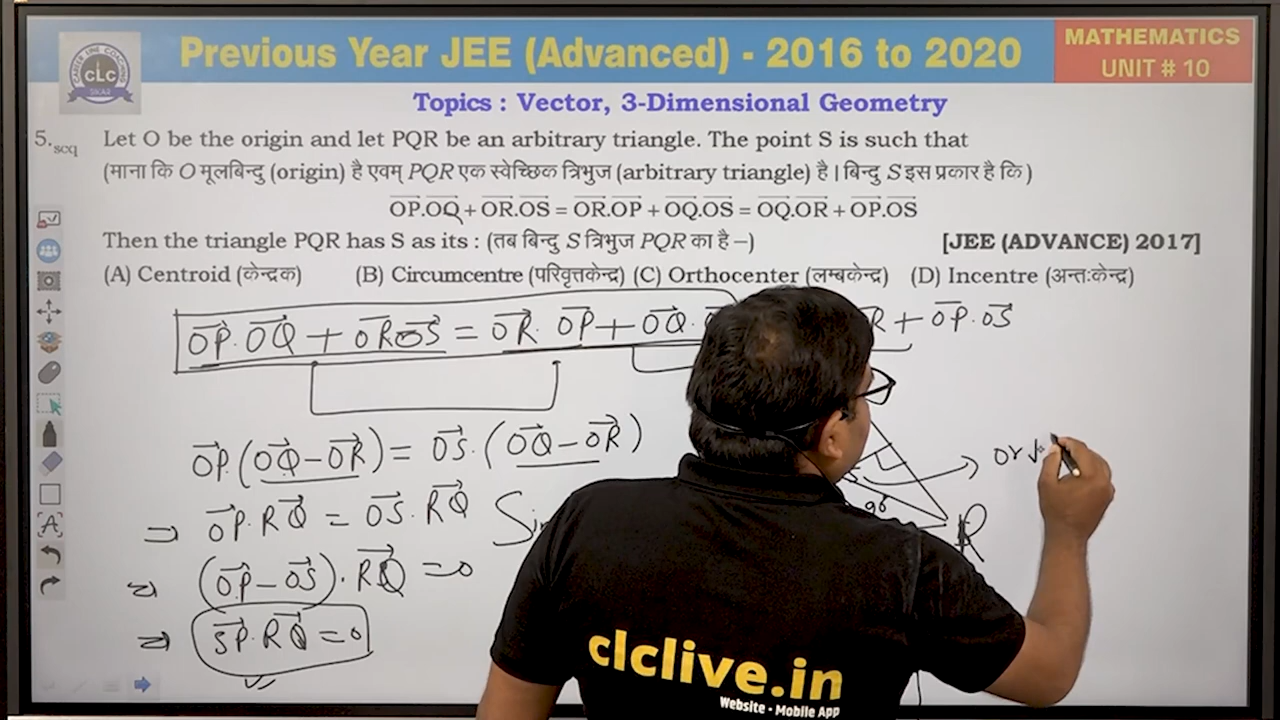 Previous Year JEE (Advanced) - 2016 to 2020
MATHEMATICS
UNIT # 10
CLC
SIKAR
Topics : Vector, 3-Dimensional Geometry
5. scq Let O be the origin and let PQR be an arbitrary triangle. The point S is such that
(माना कि O मूलबिन्दु (origin) है एवम् PQR एक स्वेच्छिक त्रिभुज (arbitrary triangle) है। बिन्दु S इस प्रकार है कि)
OP.OQ + OR.OS = OR.OP + OQ.OS = OQ.OR + OP.OS
Then the triangle PQR has S as its : (तब बिन्दु S त्रिभुज PQR का है –)
[JEE (ADVANCE) 2017]
(A) Centroid (केन्द्रक) (B) Circumcentre (परिवृत्तकेन्द्र) (C) Orthocenter (लम्बकेन्द्र) (D) Incentre (अन्तःकेन्द्र)
OP. OQ + OR OS = OR. OP + OQ. R + OP. OS
OP. (OQ – OR) = OS. (OQ – OR)
⇒ OP. RQ = OS. RQ
⇒ (OP – OS). RQ = 0
⇒ SP. RQ = 0
R
clclive.in
Website • Mobile App